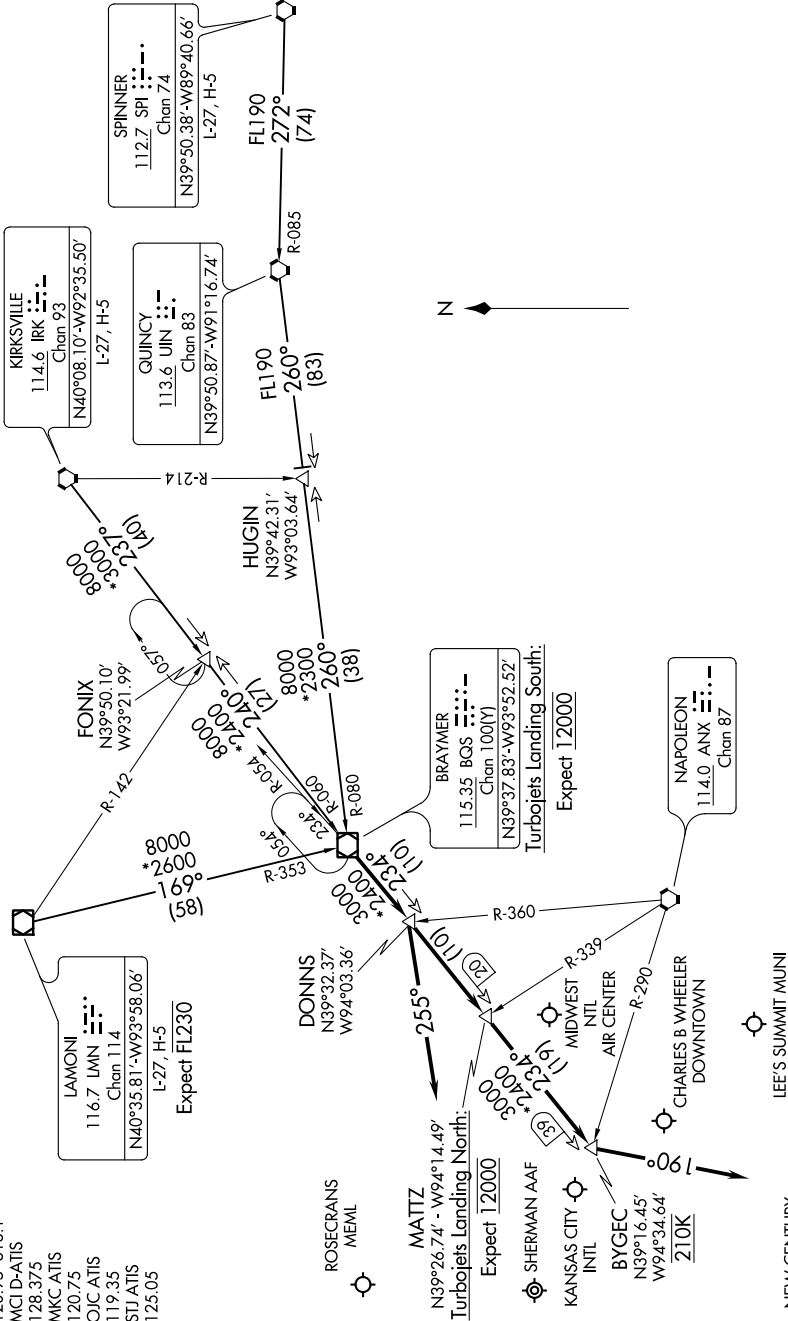 MCI D-ATIS
128.375
MKC ATIS
120.75
OJC ATIS
119.35
STJ ATIS
125.05
LAMONI
116.7 LMN
Chan 114
N40°35.81'-W93°58.06'
L-27, H-5
Expect FL230
KIRKSVILLE
114.6 IRK
Chan 93
N40°08.10'-W92°35.50'
L-27, H-5
SPINNER
112.7 SPI
Chan 74
N39°50.38'-W89°40.66'
L-27, H-5
QUINCY
113.6 UIN
Chan 83
N39°50.87'-W91°16.74'
FL190
272°
(74)
R-085
FL190
260°
(83)
R-214
HUGIN
N39°42.31'
W93°03.64'
8000
*3000
237°
(40)
057°
FONIX
N39°50.10'
W93°21.99'
R-142
8000
*2400
240°
(27)
R-054
R-060
234°
054°
8000
*2300
260°
(38)
R-080
8000
*2600
169°
(58)
R-353
N
BRAYMER
115.35 BQS
Chan 100(Y)
N39°37.83'-W93°52.52'
Turbojets Landing South:
Expect 12000
3000
*2400
234°
(10)
DONNS
N39°32.37'
W94°03.36'
255°
(10)
20
R-360
R-339
R-290
NAPOLEON
114.0 ANX
Chan 87
MATTZ
N39°26.74' - W94°14.49'
Turbojets Landing North:
Expect 12000
3000
*2400
234°
(19)
39
BYGEC
N39°16.45'
W94°34.64'
210K
190°
ROSECRANS
MEML
SHERMAN AAF
KANSAS CITY
INTL
MIDWEST
NTL
AIR CENTER
CHARLES B WHEELER
DOWNTOWN
LEE'S SUMMIT MUNI